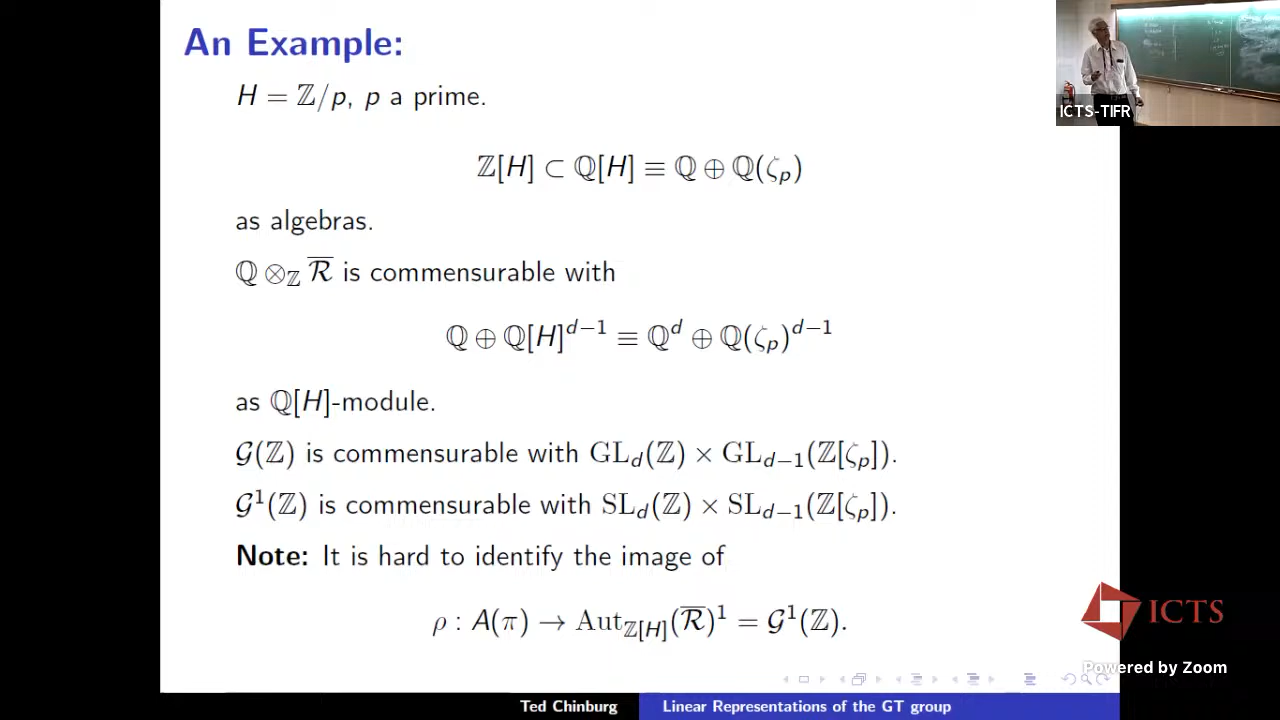 An Example:
H = ℤ/p, p a prime.
ℤ[H] ⊂ ℚ[H] ≡ ℚ ⊕ ℚ(ζ_p)
as algebras.
ℚ ⊗_ℤ \overline{ℛ} is commensurable with
ℚ ⊕ ℚ[H]^{d−1} ≡ ℚ^d ⊕ ℚ(ζ_p)^{d−1}
as ℚ[H]-module.
𝒢(ℤ) is commensurable with GL_d(ℤ) × GL_{d−1}(ℤ[ζ_p]).
𝒢^1(ℤ) is commensurable with SL_d(ℤ) × SL_{d−1}(ℤ[ζ_p]).
Note: It is hard to identify the image of
ρ : A(π) → Aut_{ℤ[H]}(\overline{ℛ})^1 = 𝒢^1(ℤ).
Ted Chinburg Linear Representations of the GT group
ICTS-TIFR
ICTS
Powered by Zoom